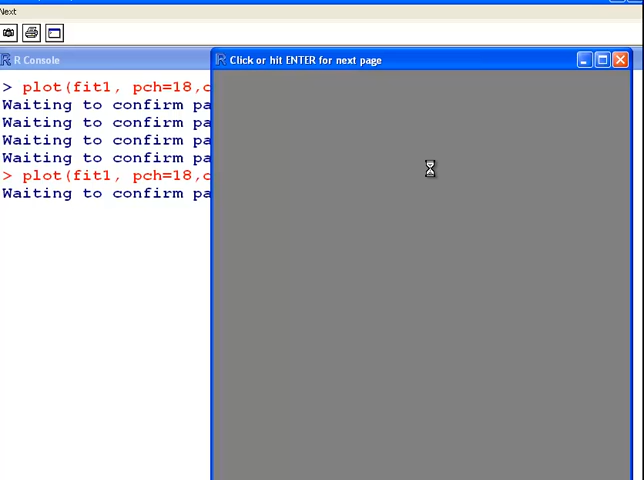 Next
R Console
Click or hit ENTER for next page
> plot(fit1, pch=18,c
Waiting to confirm pa
Waiting to confirm pa
Waiting to confirm pa
Waiting to confirm pa
> plot(fit1, pch=18,c
Waiting to confirm pa